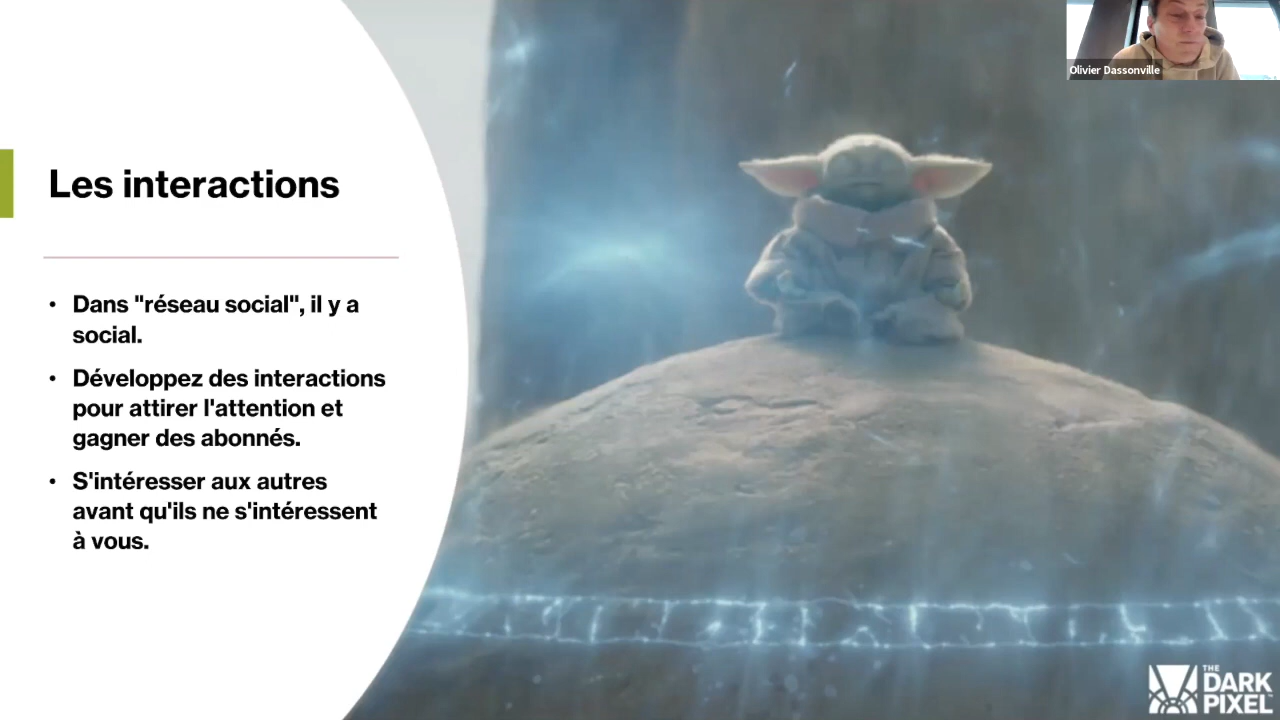 Olivier Dassonville
Les interactions
• Dans "réseau social", il y a
social.
• Développez des interactions
pour attirer l'attention et
gagner des abonnés.
• S'intéresser aux autres
avant qu'ils ne s'intéressent
à vous.
THE
DARK
PIXEL